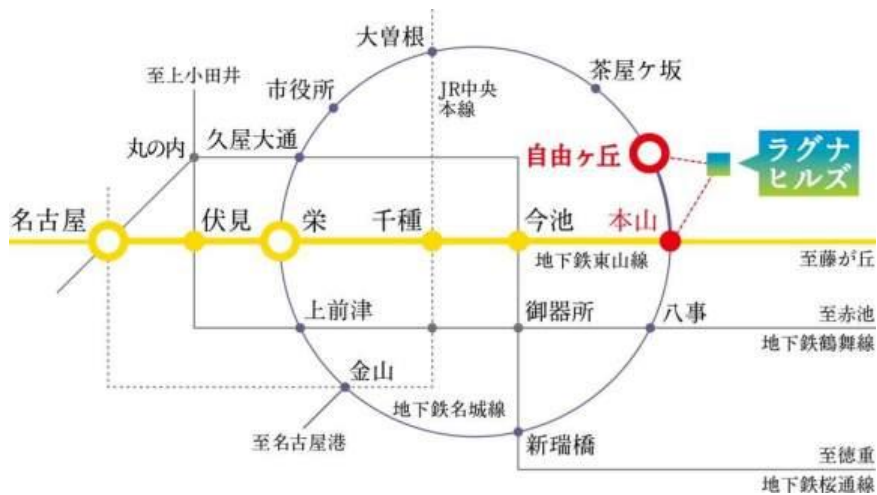 大曽根
茶屋ケ坂
至上小田井
市役所
JR中央
本線
丸の内
久屋大通
自由ヶ丘
ラグナ
ヒルズ
名古屋
伏見
栄
千種
今池
本山
地下鉄東山線
至藤が丘
上前津
御器所
八事
至赤池
地下鉄鶴舞線
金山
地下鉄名城線
至名古屋港
新瑞橋
至徳重
地下鉄桜通線